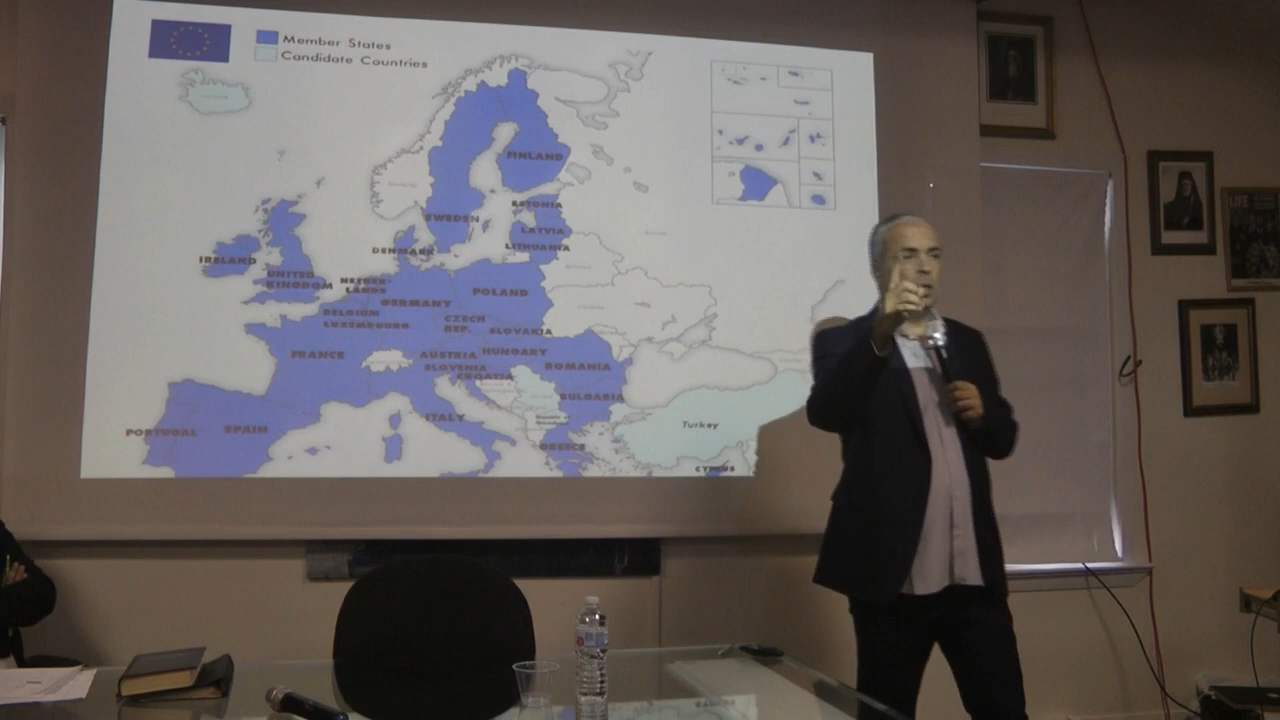 Member States
Candidate Countries
FINLAND
ESTONIA
SWEDEN
LATVIA
LITHUANIA
DENMARK
IRELAND
UNITED
KINGDOM
NETHER-
LANDS
POLAND
GERMANY
BELGIUM
LUXEMBOURG
CZECH
REP.
SLOVAKIA
FRANCE
AUSTRIA
HUNGARY
SLOVENIA
CROATIA
ROMANIA
BULGARIA
PORTUGAL
SPAIN
ITALY
GREECE
Turkey
CYPRUS
LIFE